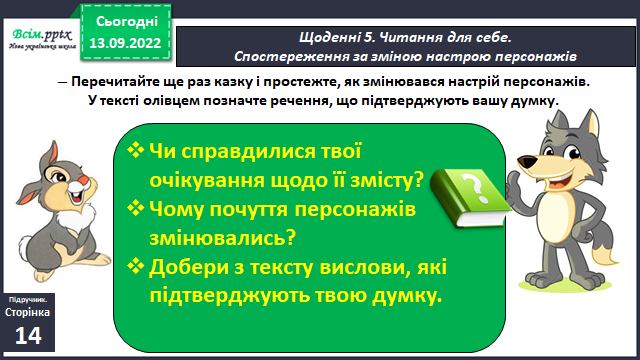 Всім.pptx
Нова українська школа
Сьогодні
13.09.2022
Щоденні 5. Читання для себе.
Спостереження за зміною настрою персонажів
– Перечитайте ще раз казку і простежте, як змінювався настрій персонажів.
У тексті олівцем позначте речення, що підтверджують вашу думку.
❖ Чи справдилися твої
очікування щодо її змісту?
❖ Чому почуття персонажів
змінювались?
❖ Добери з тексту вислови, які
підтверджують твою думку.
?
Підручник.
Сторінка
14